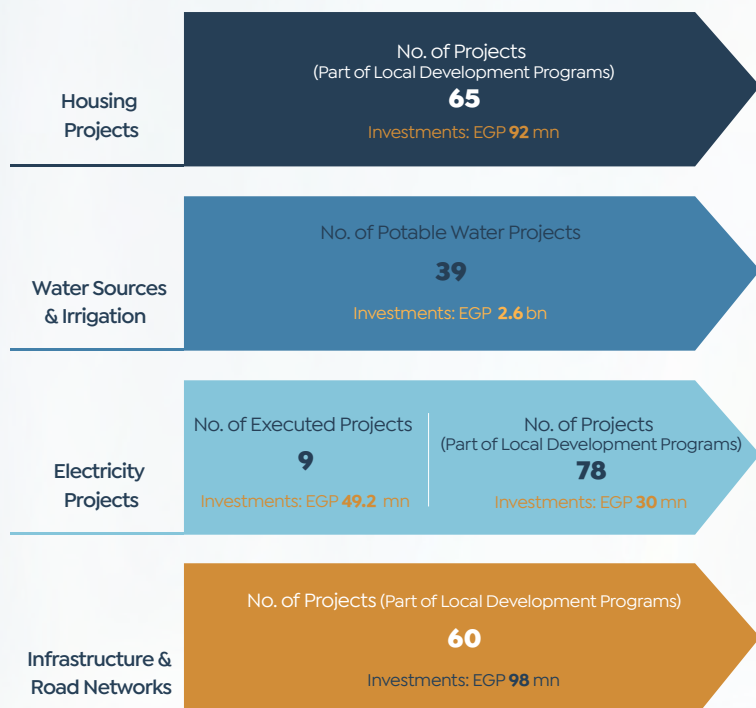 Housing
Projects
No. of Projects
(Part of Local Development Programs)
65
Investments: EGP 92 mn
Water Sources
& Irrigation
No. of Potable Water Projects
39
Investments: EGP 2.6 bn
Electricity
Projects
No. of Executed Projects
9
Investments: EGP 49.2 mn
No. of Projects
(Part of Local Development Programs)
78
Investments: EGP 30 mn
Infrastructure &
Road Networks
No. of Projects (Part of Local Development Programs)
60
Investments: EGP 98 mn